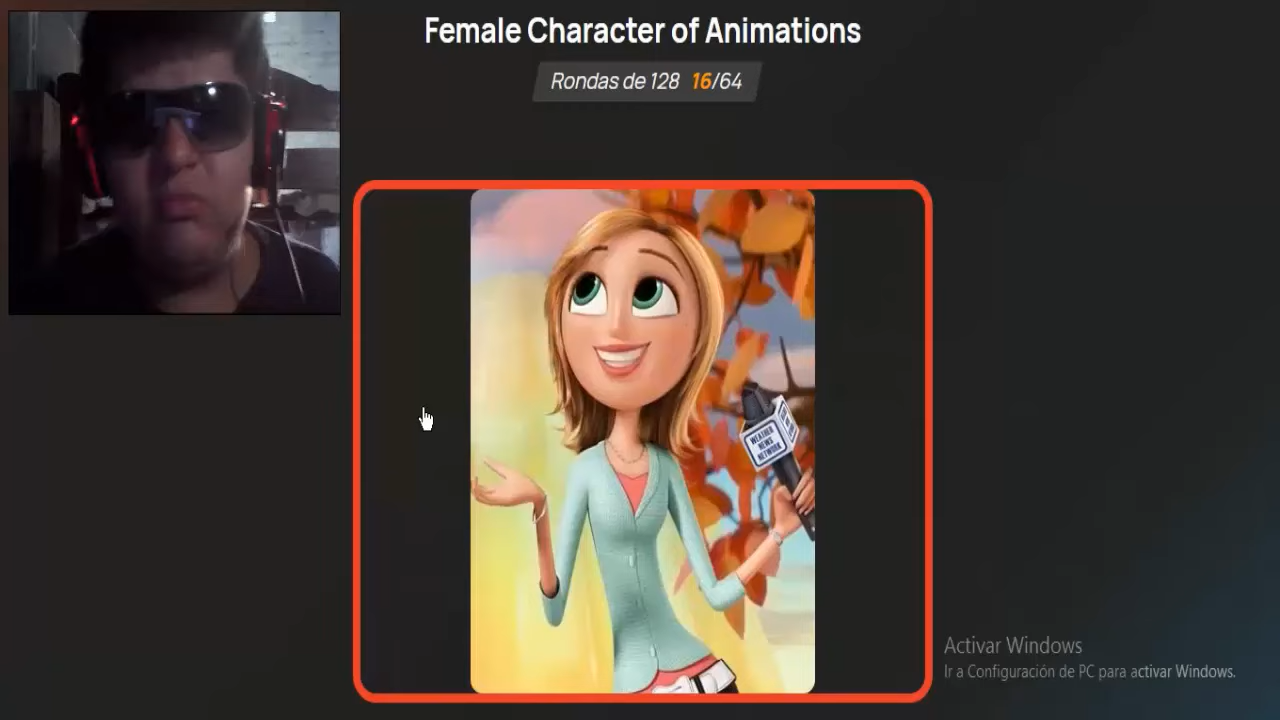 Female Character of Animations
Rondas de 128 16/64
WEATHER
NEWS
NETWORK
Activar Windows
Ir a Configuración de PC para activar Windows.